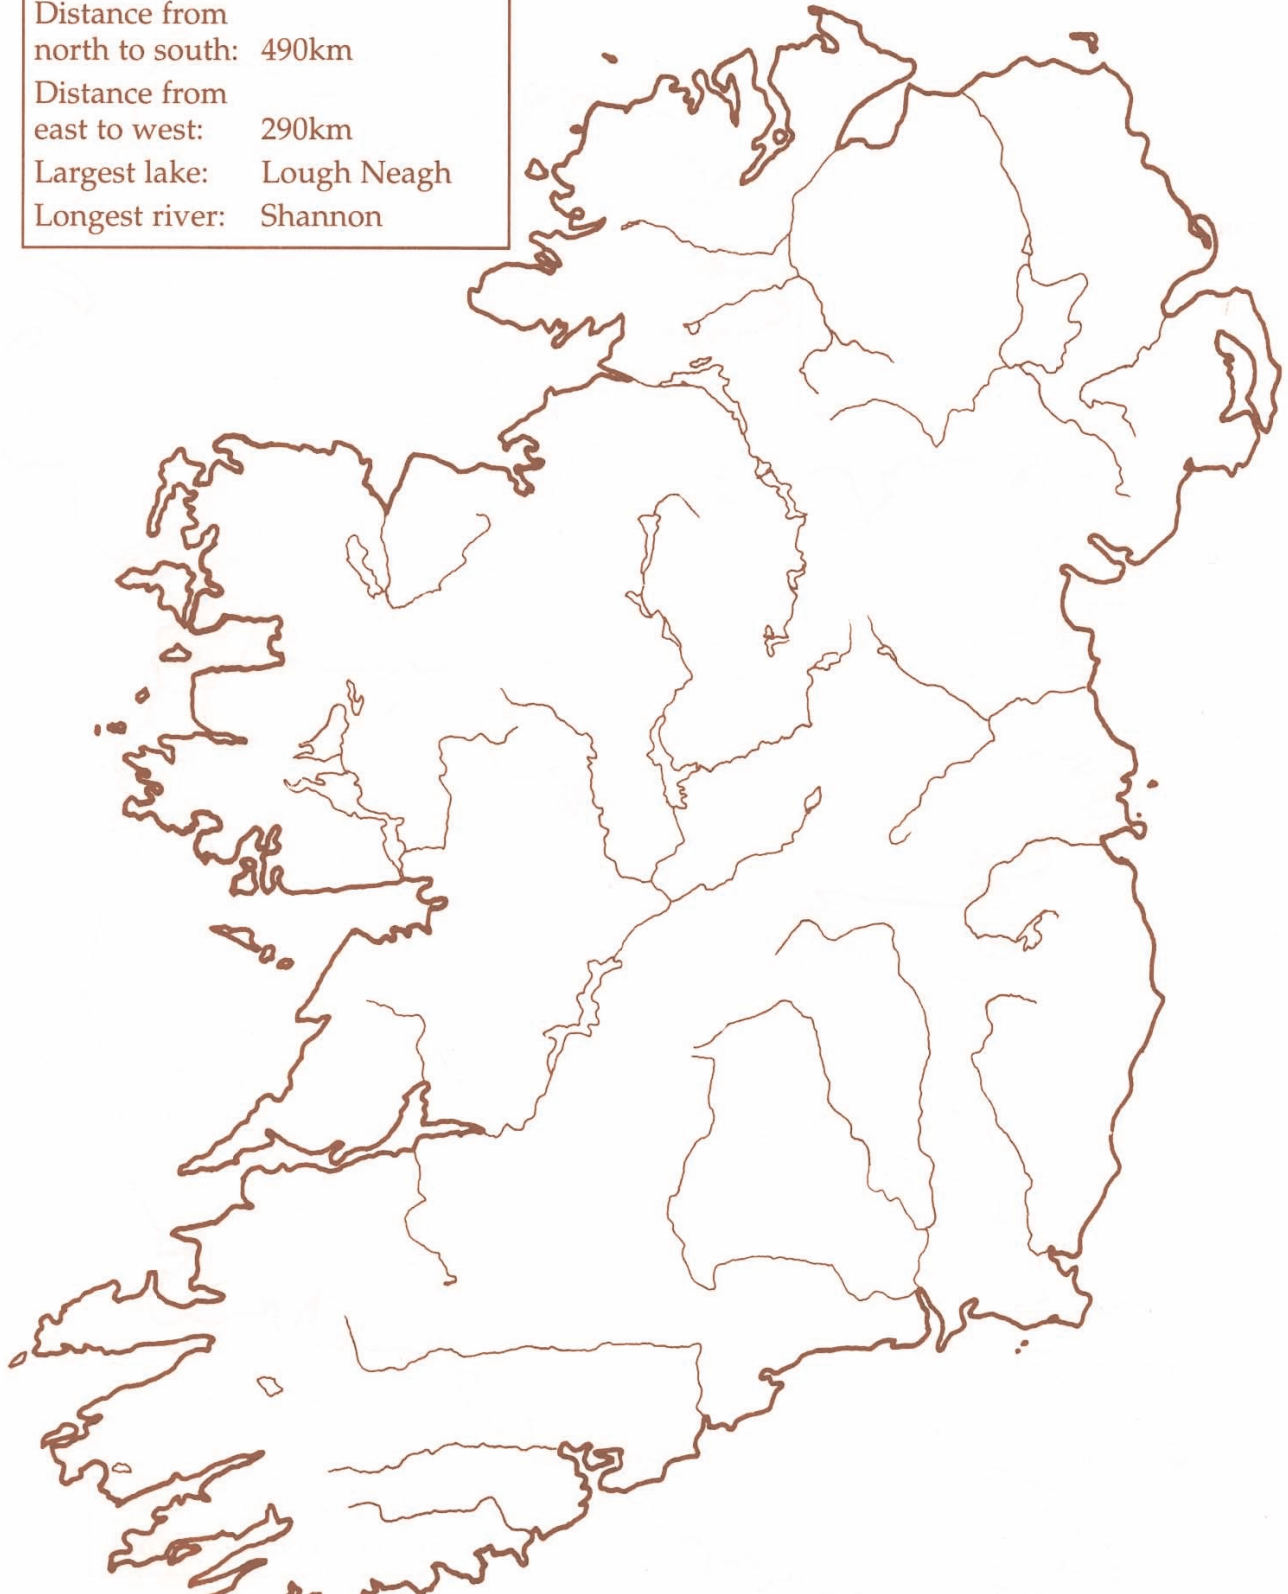 Distance from
north to south: 490km
Distance from
east to west: 290km
Largest lake: Lough Neagh
Longest river: Shannon